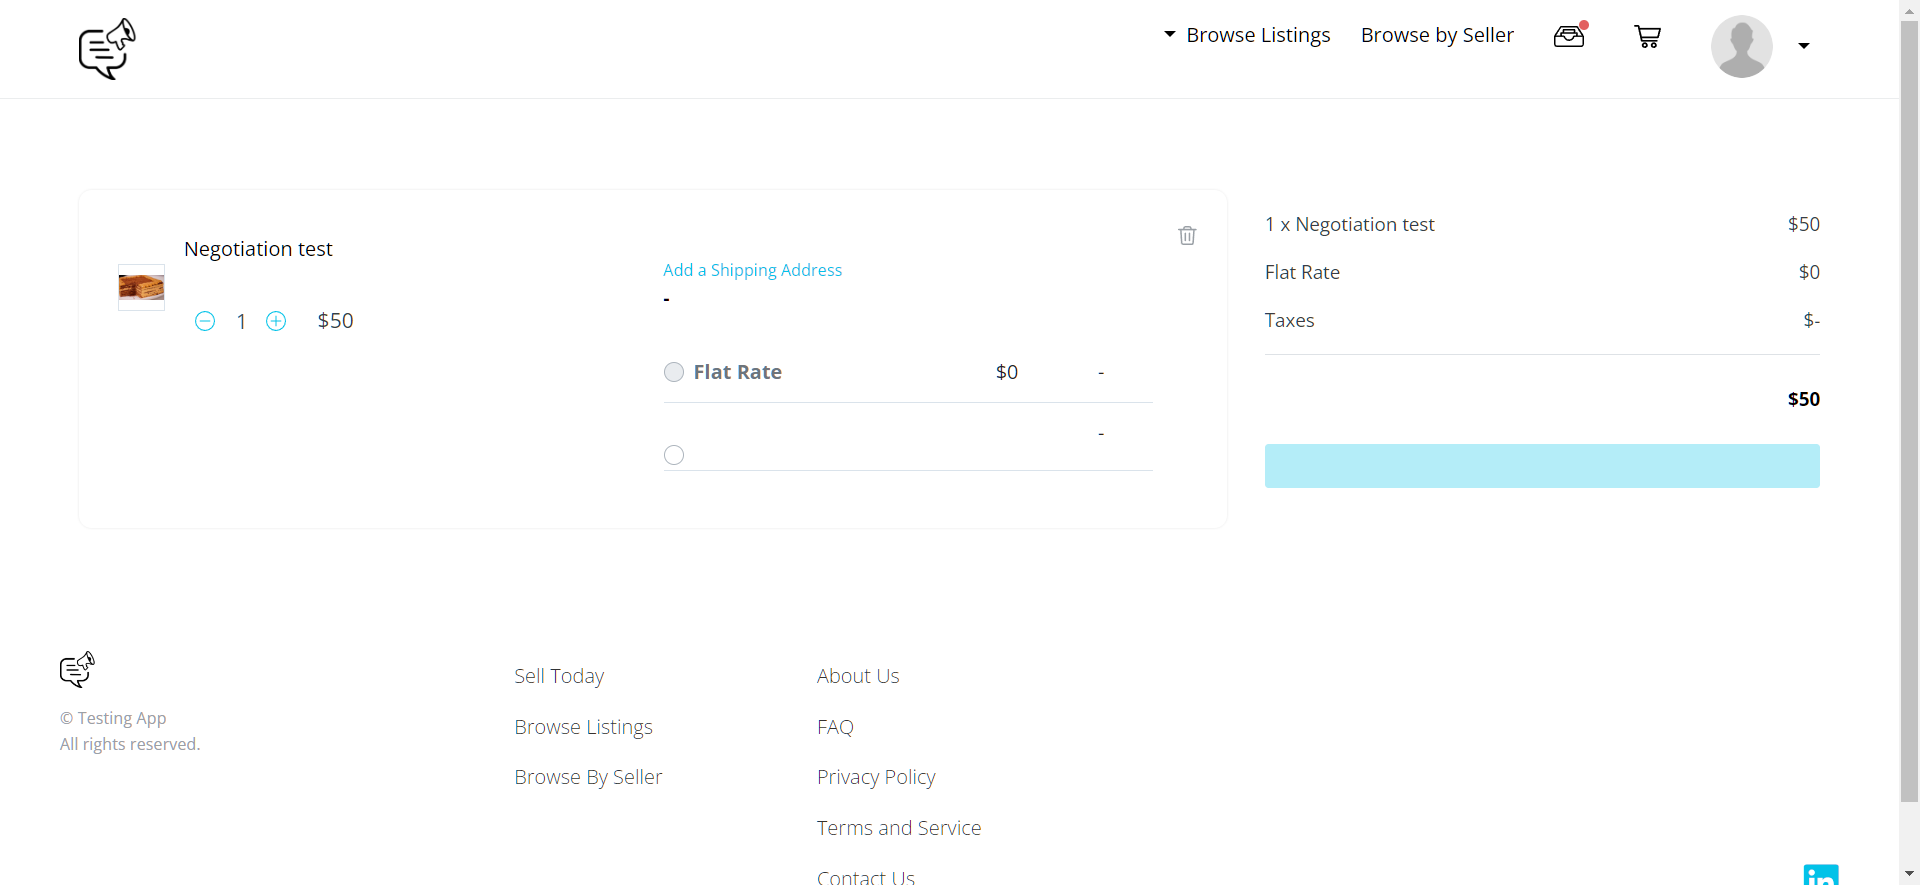 Browse Listings
Browse by Seller
Negotiation test
1
$50
Add a Shipping Address
-
Flat Rate $0 -
-
1 x Negotiation test $50
Flat Rate $0
Taxes $-
$50
© Testing App
All rights reserved.
Sell Today
Browse Listings
Browse By Seller
About Us
FAQ
Privacy Policy
Terms and Service
Contact Us
in